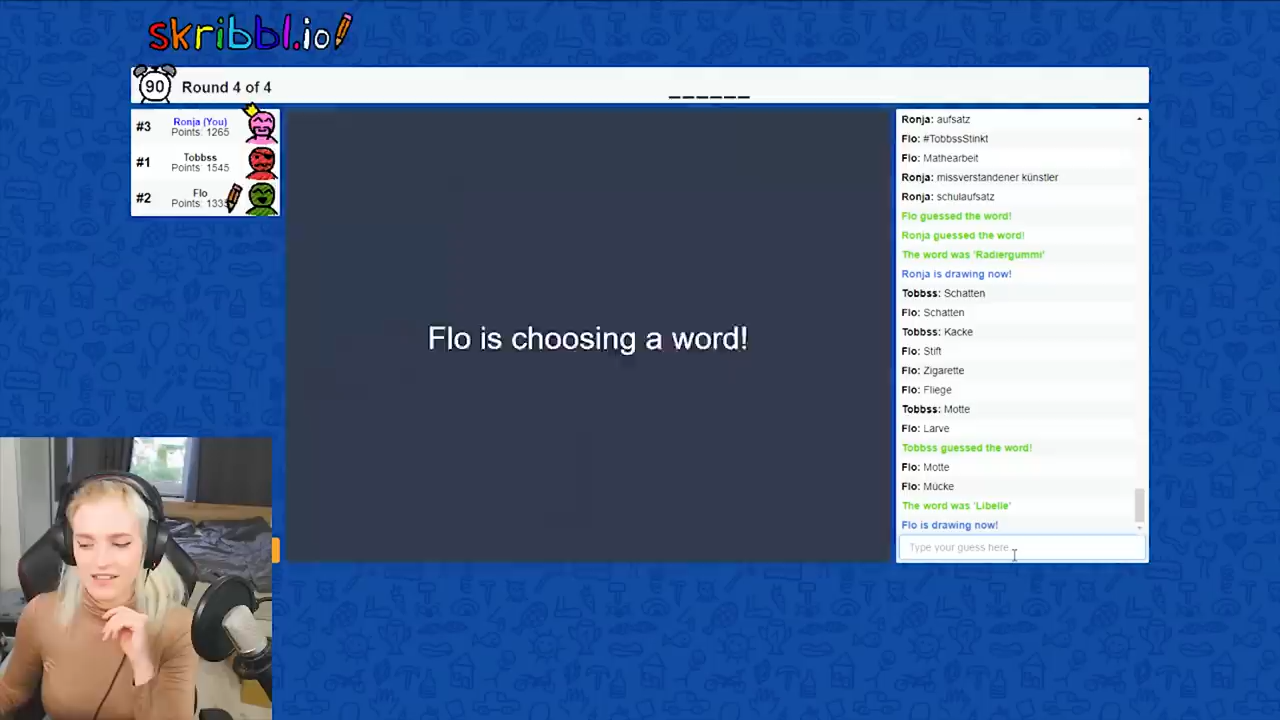 skribbl.io
90
Round 4 of 4
______
#3
Ronja (You)
Points: 1265
#1
Tobbss
Points: 1545
#2
Flo
Points: 1335
Flo is choosing a word!
Ronja: aufsatz
Flo: #TobbssStinkt
Flo: Mathearbeit
Ronja: missverstandener künstler
Ronja: schulaufsatz
Flo guessed the word!
Ronja guessed the word!
The word was 'Radiergummi'
Ronja is drawing now!
Tobbss: Schatten
Flo: Schatten
Tobbss: Kacke
Flo: Stift
Flo: Zigarette
Flo: Fliege
Tobbss: Motte
Flo: Larve
Tobbss guessed the word!
Flo: Motte
Flo: Mücke
The word was 'Libelle'
Flo is drawing now!
Type your guess here...